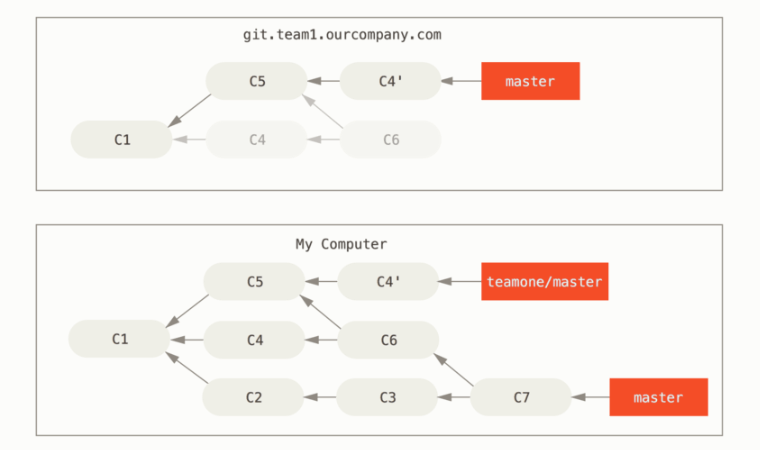 git.team1.ourcompany.com
C5 C4' master
C1 C4 C6
My Computer
C5 C4' teamone/master
C1 C4 C6
C2 C3 C7 master